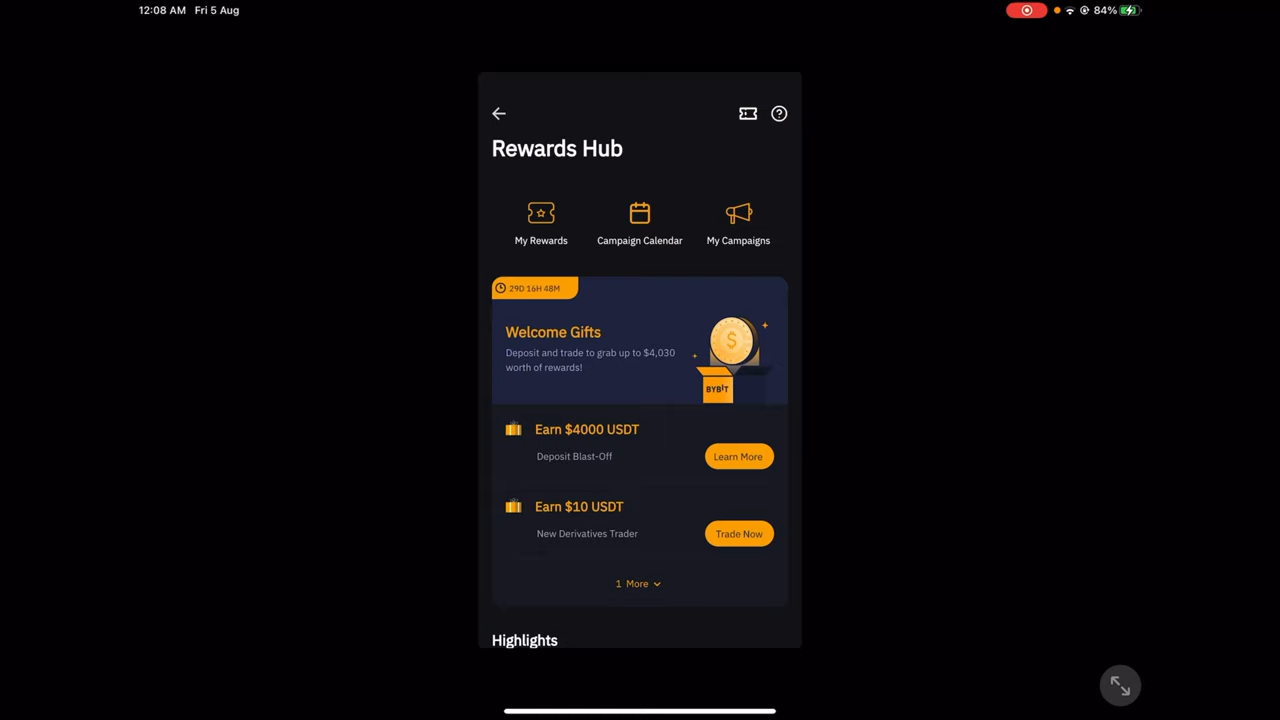 12:08 AM Fri 5 Aug
84%
Rewards Hub
My Rewards
Campaign Calendar
My Campaigns
29D 16H 48M
Welcome Gifts
Deposit and trade to grab up to $4,030
worth of rewards!
$
BYBIT
Earn $4000 USDT
Deposit Blast-Off
Learn More
Earn $10 USDT
New Derivatives Trader
Trade Now
1 More
Highlights